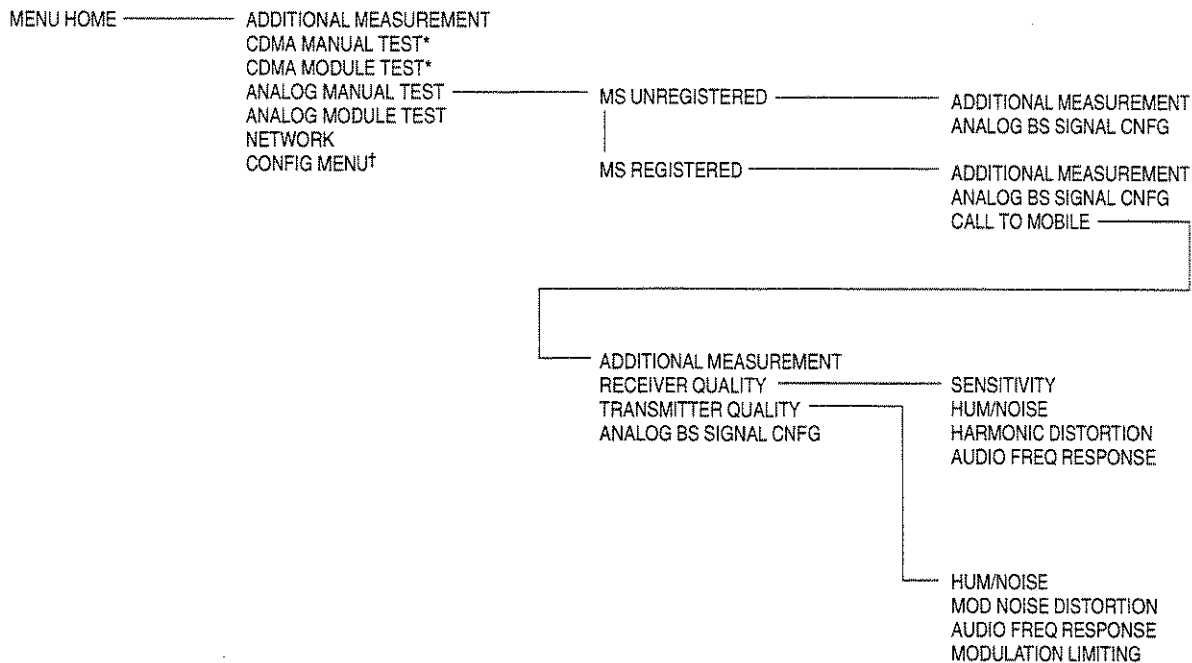 MENU HOME
ADDITIONAL MEASUREMENT
CDMA MANUAL TEST*
CDMA MODULE TEST*
ANALOG MANUAL TEST
ANALOG MODULE TEST
NETWORK
CONFIG MENU†
MS UNREGISTERED
ADDITIONAL MEASUREMENT
ANALOG BS SIGNAL CNFG
MS REGISTERED
ADDITIONAL MEASUREMENT
ANALOG BS SIGNAL CNFG
CALL TO MOBILE
ADDITIONAL MEASUREMENT
RECEIVER QUALITY
TRANSMITTER QUALITY
ANALOG BS SIGNAL CNFG
SENSITIVITY
HUM/NOISE
HARMONIC DISTORTION
AUDIO FREQ RESPONSE
HUM/NOISE
MOD NOISE DISTORTION
AUDIO FREQ RESPONSE
MODULATION LIMITING